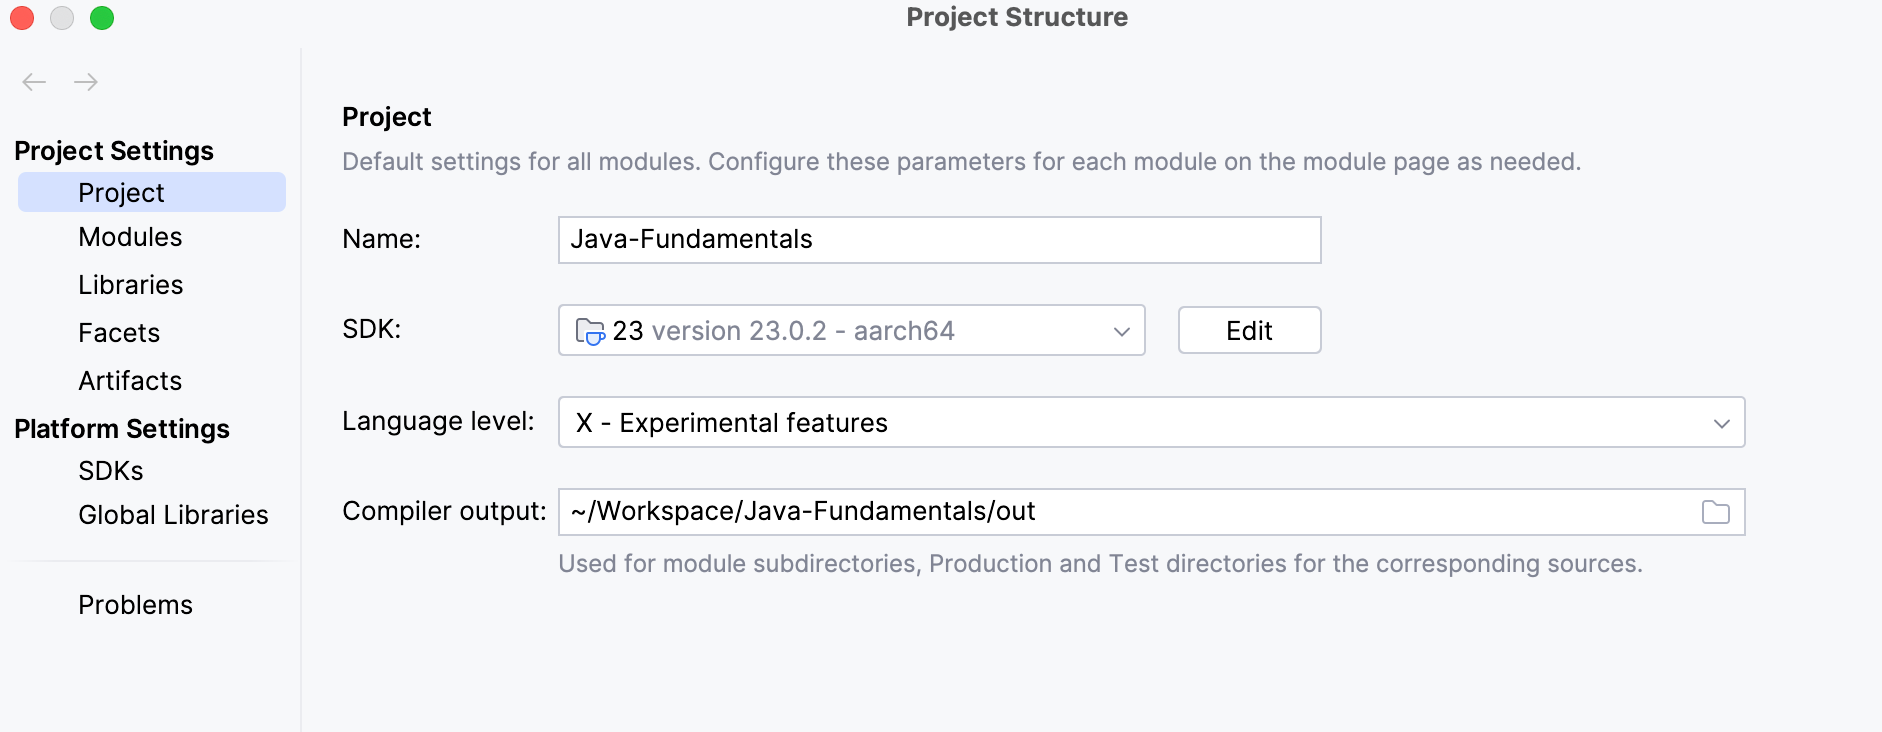 Project Structure
Project Settings
Project
Modules
Libraries
Facets
Artifacts
Platform Settings
SDKs
Global Libraries
Problems
Project
Default settings for all modules. Configure these parameters for each module on the module page as needed.
Name: Java-Fundamentals
SDK: 23 version 23.0.2 - aarch64 Edit
Language level: X - Experimental features
Compiler output: ~/Workspace/Java-Fundamentals/out
Used for module subdirectories, Production and Test directories for the corresponding sources.